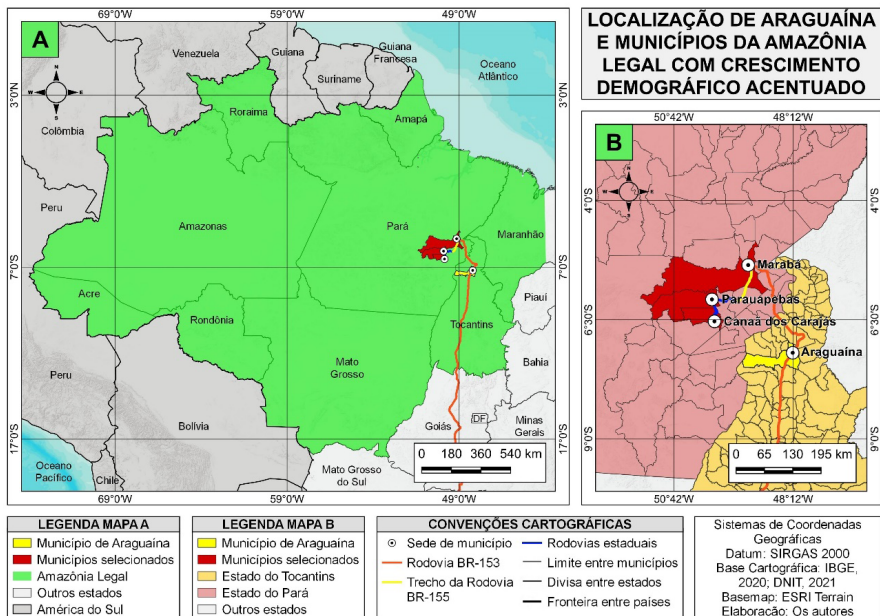 LOCALIZAÇÃO DE ARAGUAÍNA
E MUNICÍPIOS DA AMAZÔNIA
LEGAL COM CRESCIMENTO
DEMOGRÁFICO ACENTUADO
69°0'W
59°0'W
49°0'W
A
N
W
E
S
Venezuela
Guiana
Guiana
Francesa
Suriname
Oceano
Atlântico
3°0'N
Colômbia
Roraima
Amapá
Peru
Amazonas
Pará
Maranhão
7°0'S
Acre
Rondônia
Tocantins
Piauí
Mato
Grosso
Bahia
Peru
Bolívia
Goiás
DF
Minas
Gerais
17°0'S
Oceano
Pacífico
Chile
Mato Grosso
do Sul
0 180 360 540
km
69°0'W
59°0'W
49°0'W
50°42'W
48°12'W
B
N
W
E
S
4°0'S
Marabá
Parauapebas
6°30'S
Canaã dos Carajás
Araguaína
9°0'S
0 65 130 195
km
50°42'W
48°12'W
LEGENDA MAPA A
Município de Araguaína
Municípios selecionados
Amazônia Legal
Outros estados
América do Sul
LEGENDA MAPA B
Município de Araguaína
Municípios selecionados
Estado do Tocantins
Estado do Pará
Outros estados
CONVENÇÕES CARTOGRÁFICAS
Sede de município
Rodovia BR-153
Trecho da Rodovia
BR-155
Rodovias estaduais
Limite entre municípios
Divisa entre estados
Fronteira entre países
Sistemas de Coordenadas
Geográficas
Datum: SIRGAS 2000
Base Cartográfica: IBGE,
2020; DNIT, 2021
Basemap: ESRI Terrain
Elaboração: Os autores